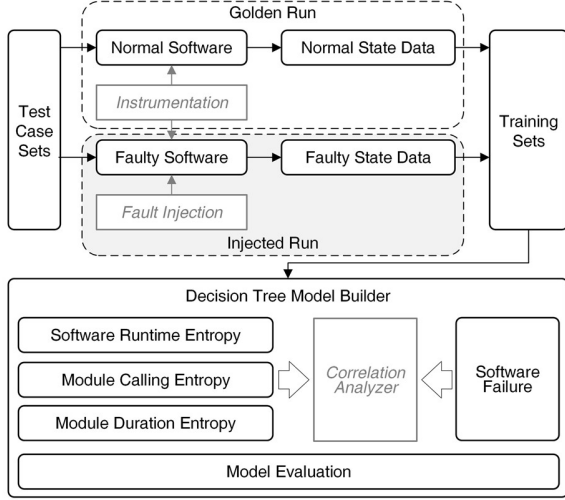 Golden Run
Normal Software
Normal State Data
Instrumentation
Test
Case
Sets
Training
Sets
Faulty Software
Faulty State Data
Fault Injection
Injected Run
Decision Tree Model Builder
Software Runtime Entropy
Module Calling Entropy
Module Duration Entropy
Correlation
Analyzer
Software
Failure
Model Evaluation